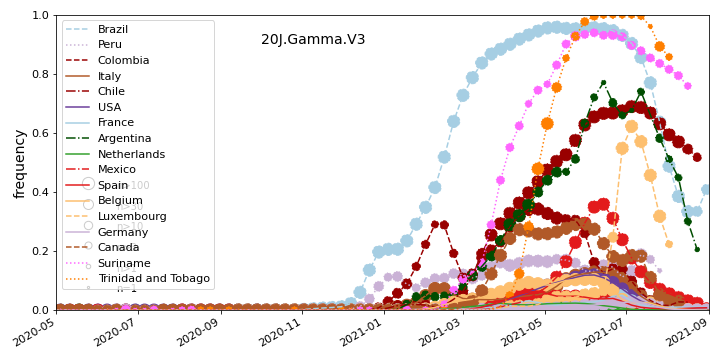 20J.Gamma.V3
1.0
0.8
0.6
0.4
0.2
0.0
frequency
Brazil
Peru
Colombia
Italy
Chile
USA
France
Argentina
Netherlands
Mexico
Spain
Belgium
Luxembourg
Germany
Canada
Suriname
Trinidad and Tobago
n>100
n=1
2020-05
2020-07
2020-09
2020-11
2021-01
2021-03
2021-05
2021-07
2021-09